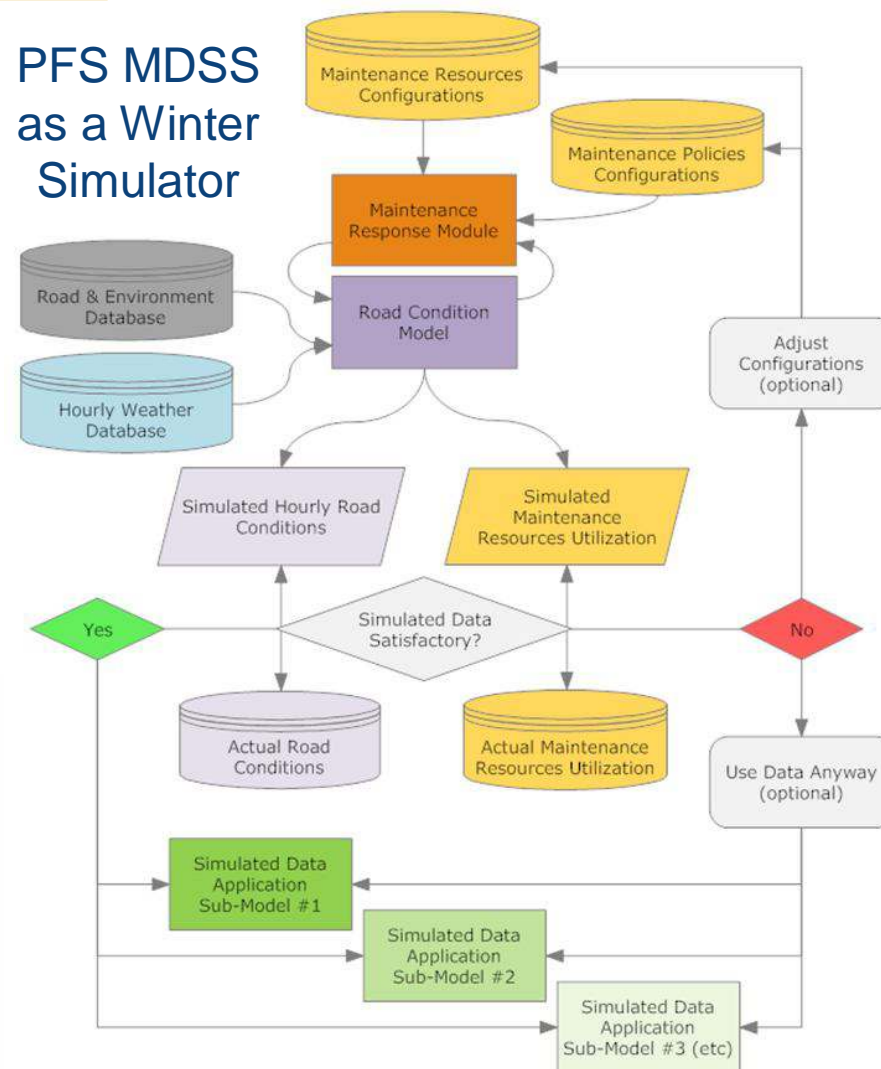 PFS MDSS
as a Winter
Simulator
Maintenance Resources
Configurations
Maintenance Policies
Configurations
Maintenance
Response Module
Road & Environment
Database
Road Condition
Model
Adjust
Configurations
(optional)
Hourly Weather
Database
Simulated Hourly Road
Conditions
Simulated
Maintenance
Resources Utilization
Yes
Simulated Data
Satisfactory?
No
Actual Road
Conditions
Actual Maintenance
Resources Utilization
Use Data Anyway
(optional)
Simulated Data
Application
Sub-Model #1
Simulated Data
Application
Sub-Model #2
Simulated Data
Application
Sub-Model #3 (etc)